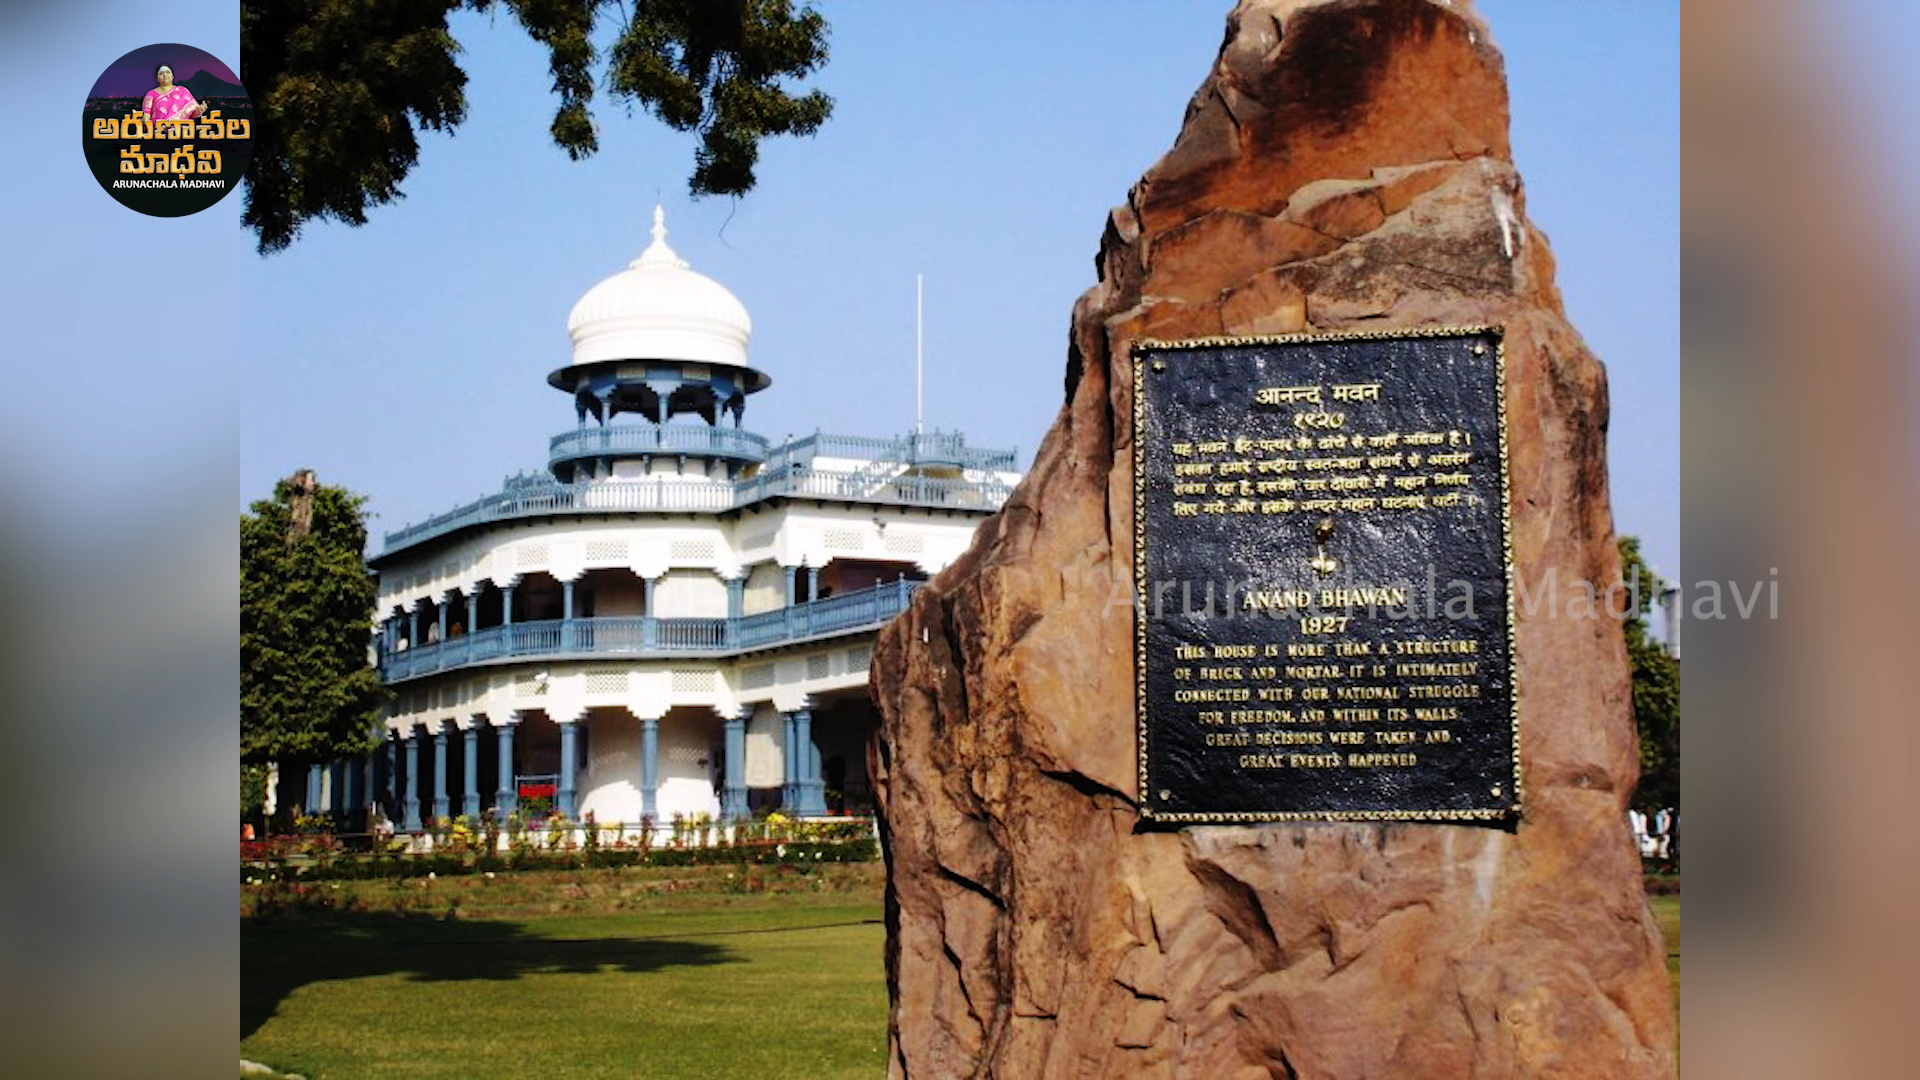 అరుణాచల
మాధవి
ARUNACHALA MADHAVI
आनन्द भवन
१९२७
यह भवन ईंट-पत्थर के ढांचे से कहीं अधिक है।
इसका हमारे राष्ट्रीय स्वतन्त्रता संघर्ष से अंतरंग
संबंध रहा है, इसकी चार दीवारी में महान निर्णय
लिए गये और इसके अन्दर महान घटनाएं घटीं।
ANAND BHAWAN
1927
THIS HOUSE IS MORE THAN A STRUCTURE
OF BRICK AND MORTAR. IT IS INTIMATELY
CONNECTED WITH OUR NATIONAL STRUGGLE
FOR FREEDOM, AND WITHIN ITS WALLS
GREAT DECISIONS WERE TAKEN AND
GREAT EVENTS HAPPENED
Arunachala Madhavi